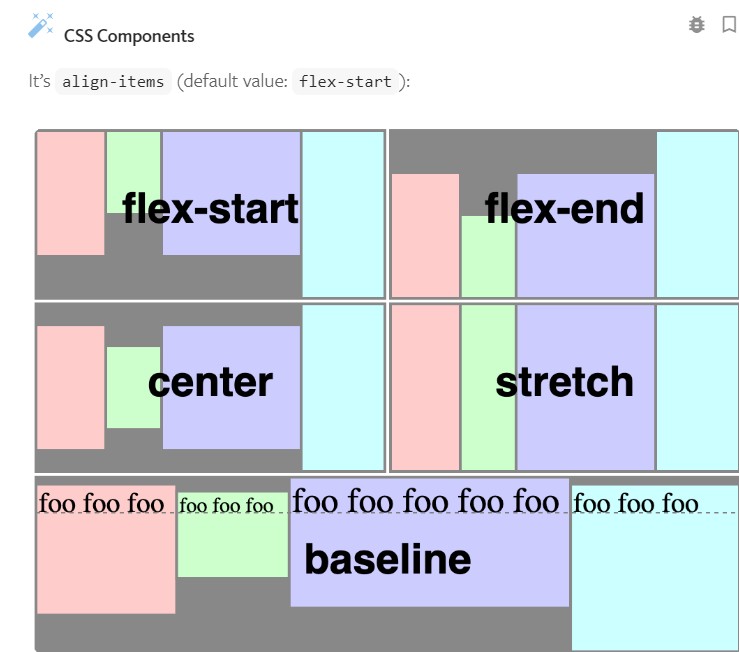 CSS Components
It’s align-items (default value: flex-start ):
flex-start
flex-end
center
stretch
foo foo foo foo foo foo foo foo foo foo foo foo foo foo
baseline